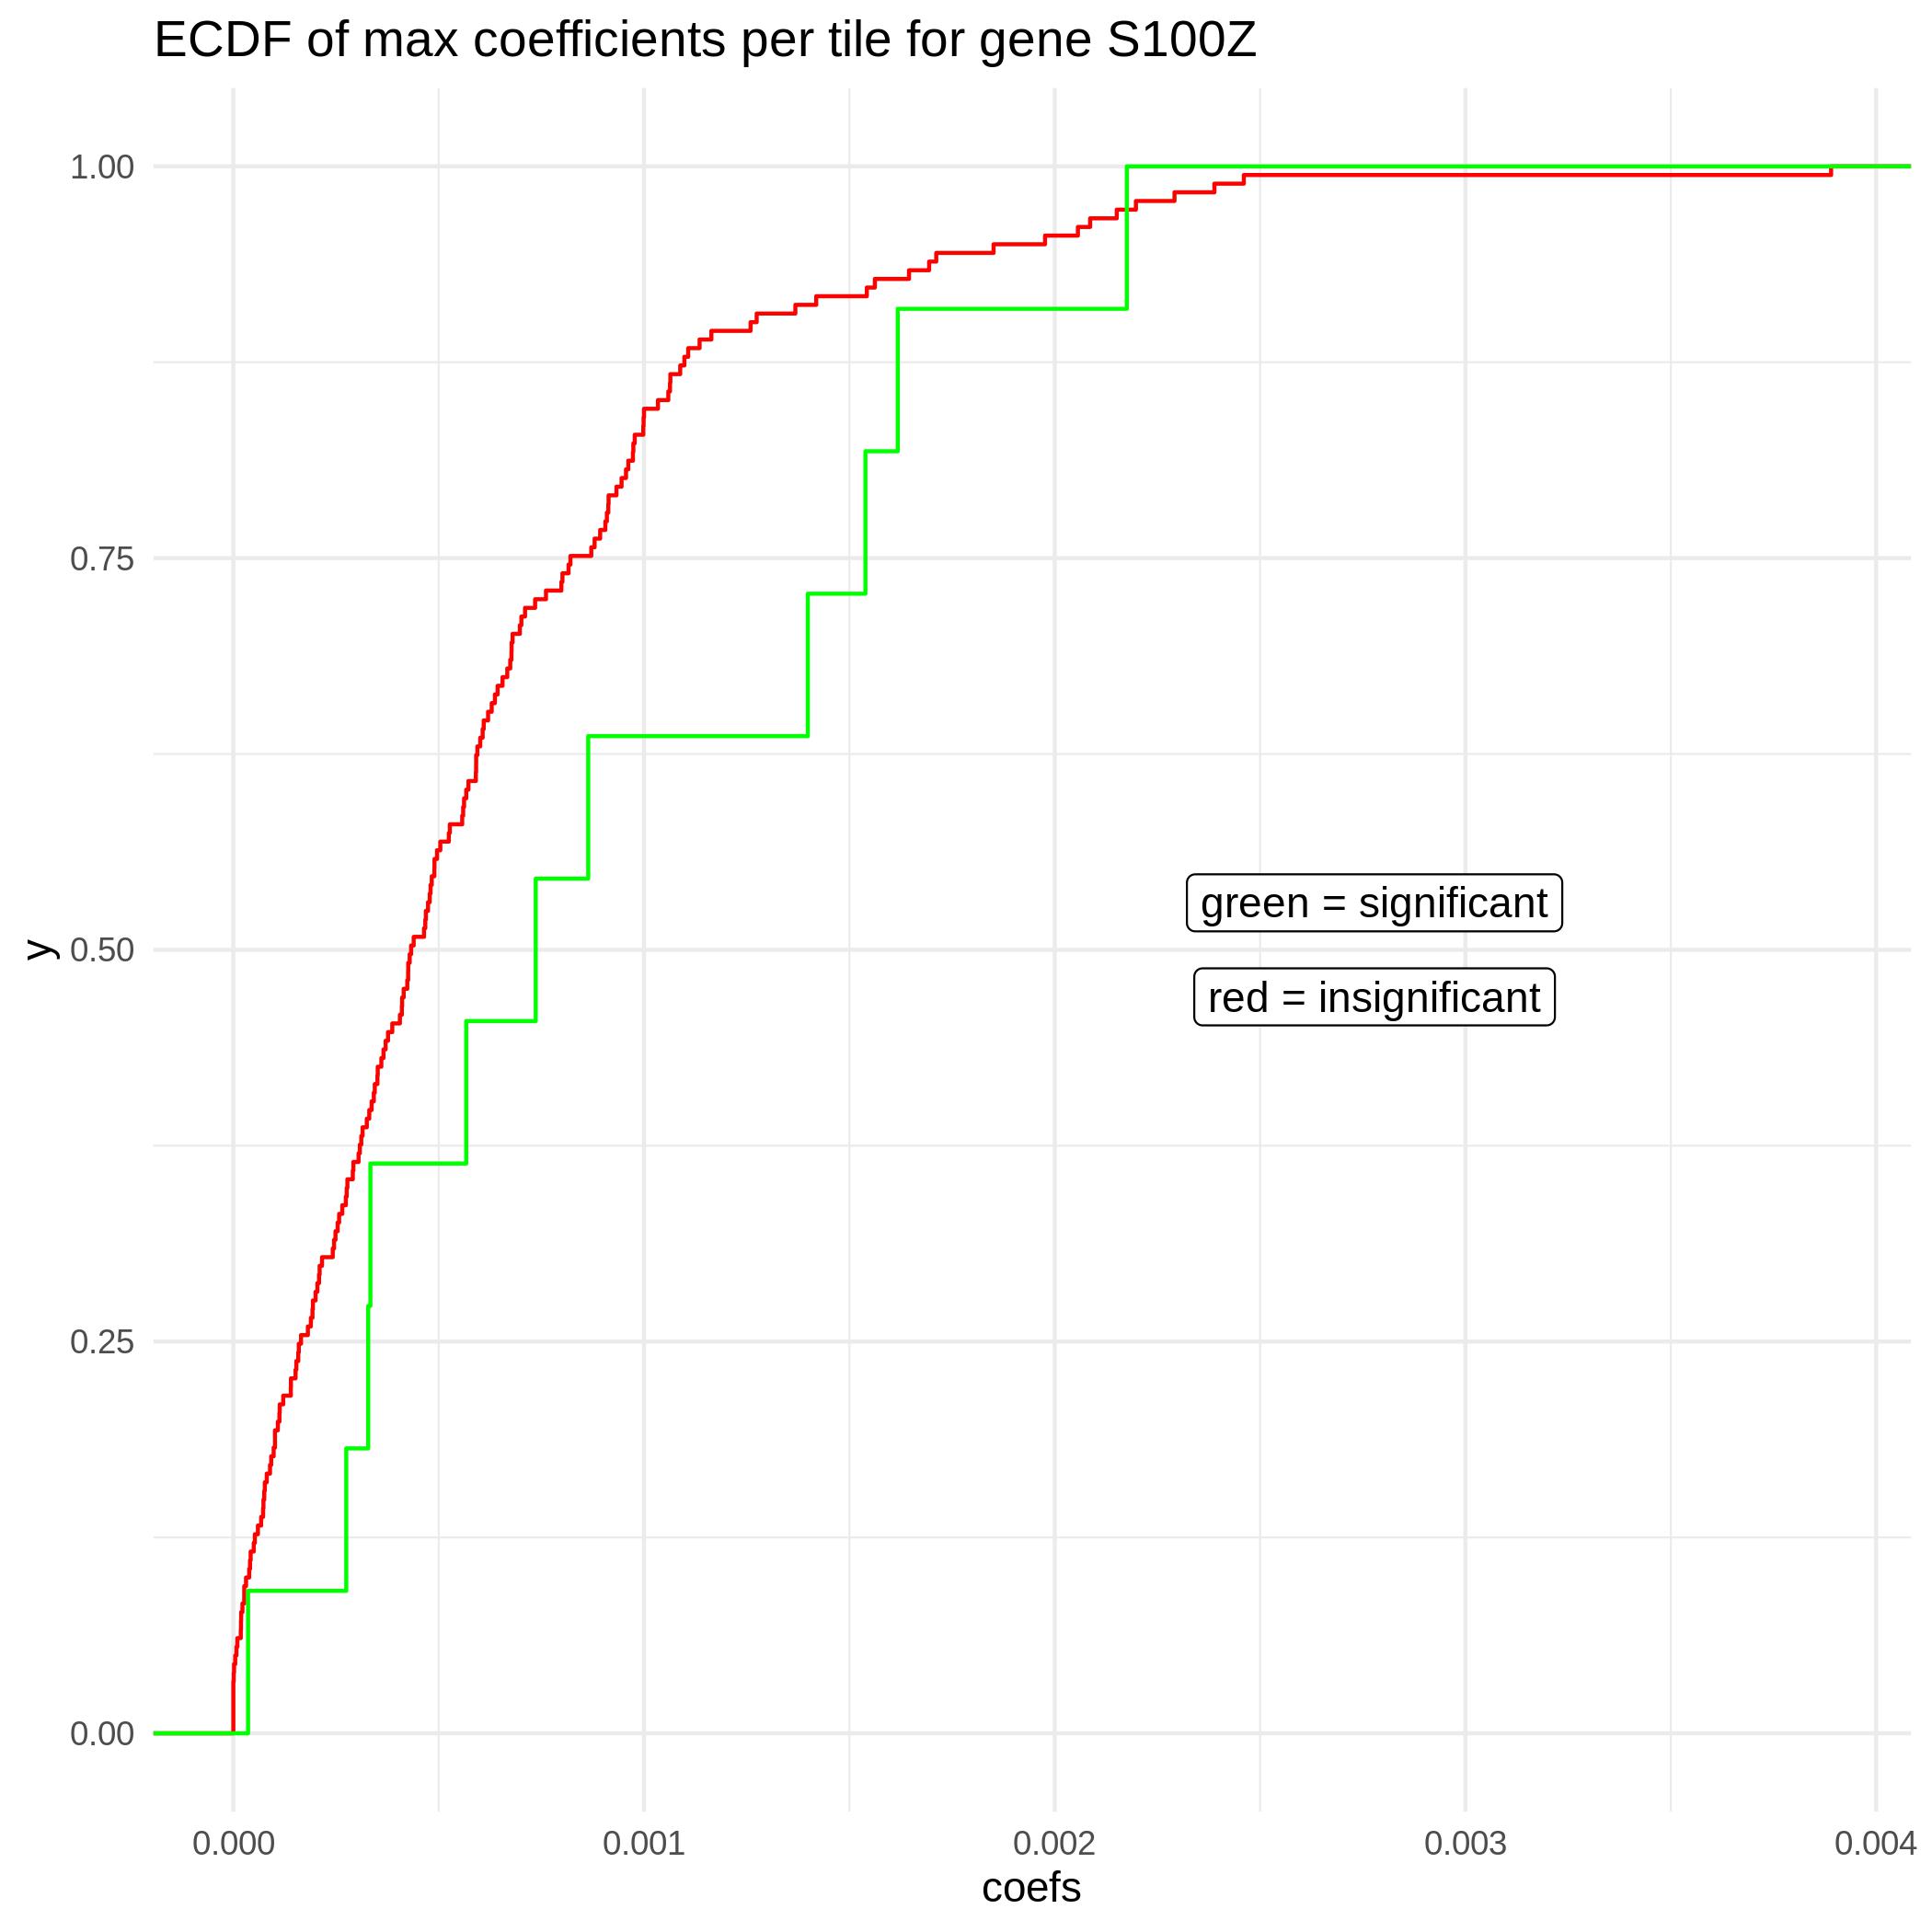 ECDF of max coefficients per tile for gene S100Z
1.00
0.75
0.50
0.25
0.00
y
green = significant
red = insignificant
0.000 0.001 0.002 0.003 0.004
coefs